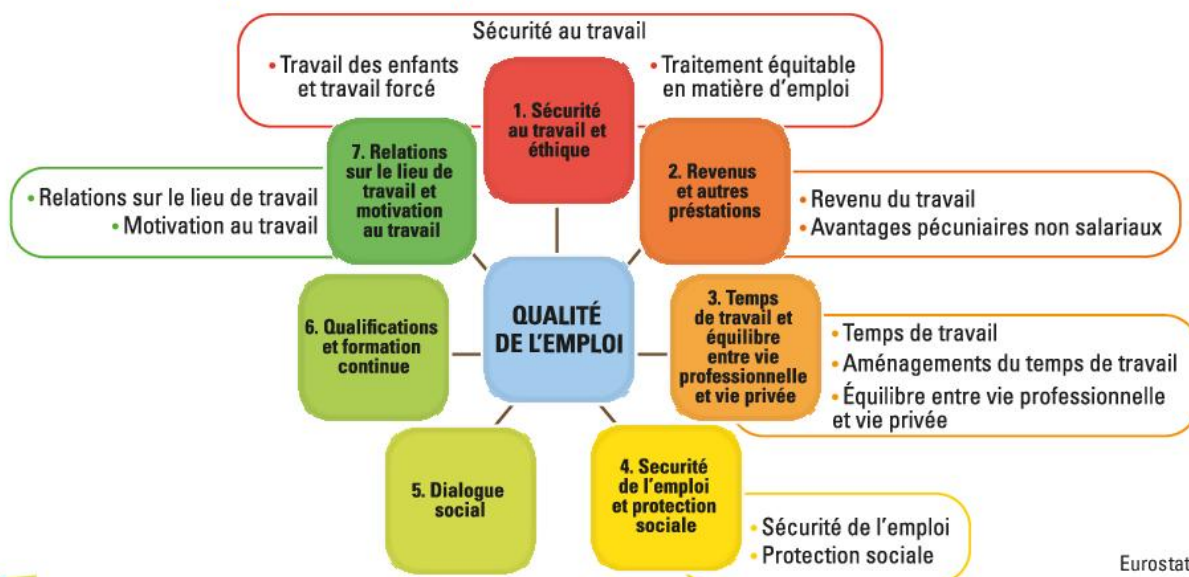 Sécurité au travail
• Travail des enfants
et travail forcé
• Traitement équitable
en matière d'emploi
1. Sécurité
au travail et
éthique
2. Revenus
et autres
préstations
• Revenu du travail
• Avantages pécuniaires non salariaux
3. Temps
de travail et
équilibre
entre vie
professionnelle
et vie privée
• Temps de travail
• Aménagements du temps de travail
• Équilibre entre vie professionnelle
et vie privée
4. Securité
de l'emploi
et protection
sociale
• Sécurité de l'emploi
• Protection sociale
5. Dialogue
social
6. Qualifications
et formation
continue
7. Relations
sur le lieu de
travail et
motivation
au travail
• Relations sur le lieu de travail
• Motivation au travail
QUALITÉ
DE L'EMPLOI
Eurostat